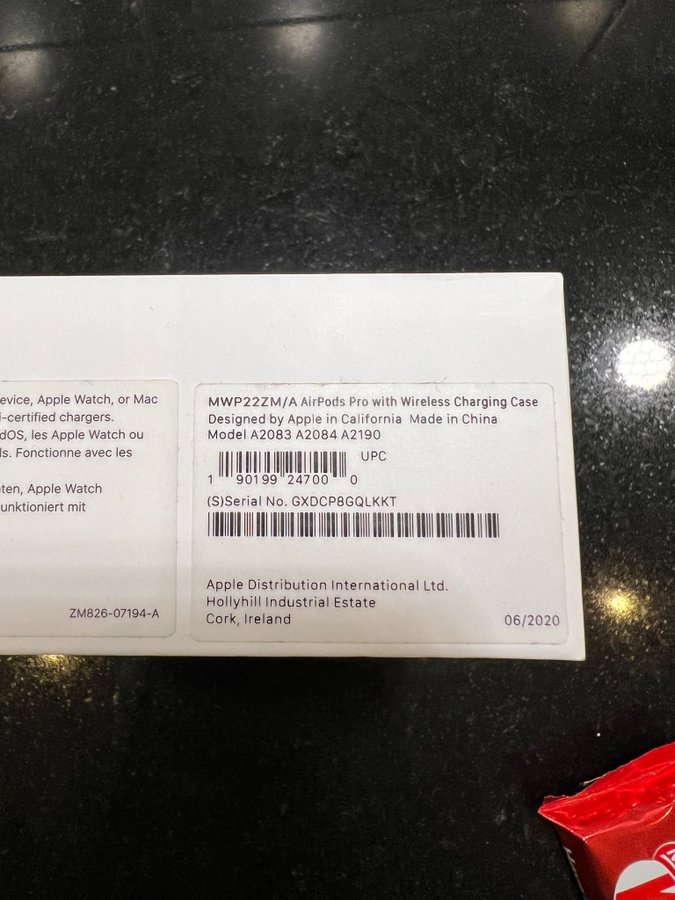 evice, Apple Watch, or Mac
i-certified chargers.
dOS, les Apple Watch ou
ls. Fonctionne avec les
ten, Apple Watch
unktioniert mit
ZM826-07194-A
MWP22ZM/A AirPods Pro with Wireless Charging Case
Designed by Apple in California Made in China
Model A2083 A2084 A2190
UPC
1 90199 24700 0
(S)Serial No. GXDCP8GQLKKT
Apple Distribution International Ltd.
Hollyhill Industrial Estate
Cork, Ireland
06/2020